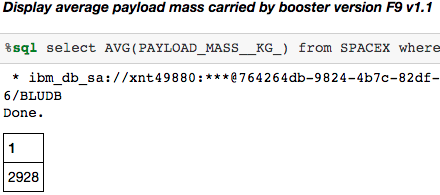 Display average payload mass carried by booster version F9 v1.1
%sql select AVG(PAYLOAD_MASS__KG_) from SPACEX where
* ibm_db_sa://xnt49880:***@764264db-9824-4b7c-82df-
6/BLUDB
Done.
1
2928